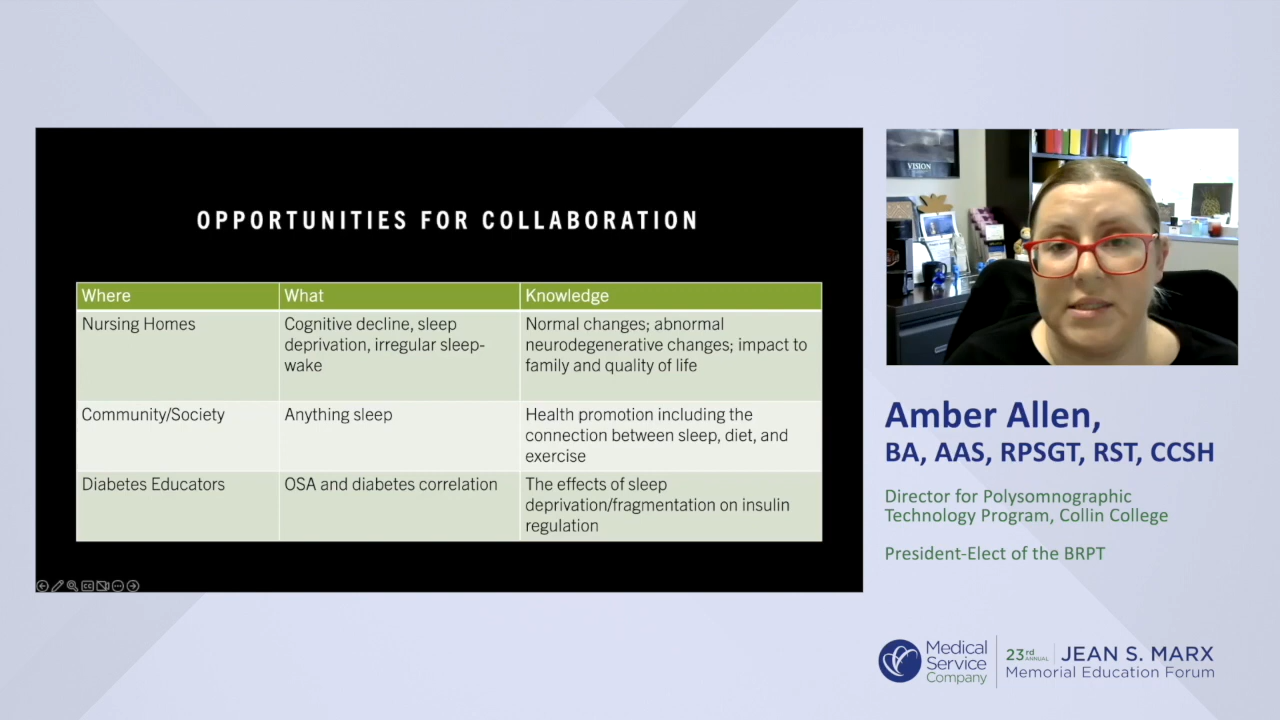 OPPORTUNITIES FOR COLLABORATION
Where
What
Knowledge
Nursing Homes
Cognitive decline, sleep
deprivation, irregular sleep-
wake
Normal changes; abnormal
neurodegenerative changes; impact to
family and quality of life
Community/Society
Anything sleep
Health promotion including the
connection between sleep, diet, and
exercise
Diabetes Educators
OSA and diabetes correlation
The effects of sleep
deprivation/fragmentation on insulin
regulation
VISION
Amber Allen,
BA, AAS, RPSGT, RST, CCSH
Director for Polysomnographic
Technology Program, Collin College
President-Elect of the BRPT
Medical
Service
Company
23rd ANNUAL
JEAN S. MARX
Memorial Education Forum